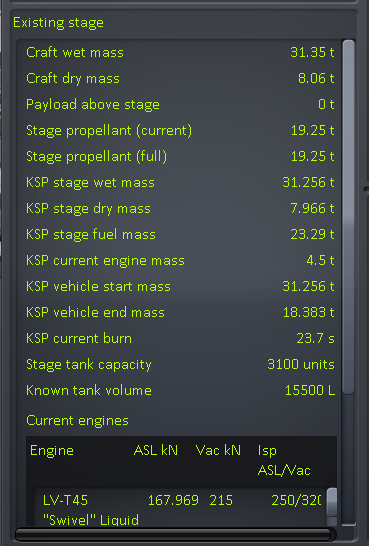 Existing stage
Craft wet mass 31.35 t
Craft dry mass 8.06 t
Payload above stage 0 t
Stage propellant (current) 19.25 t
Stage propellant (full) 19.25 t
KSP stage wet mass 31.256 t
KSP stage dry mass 7.966 t
KSP stage fuel mass 23.29 t
KSP current engine mass 4.5 t
KSP vehicle start mass 31.256 t
KSP vehicle end mass 18.383 t
KSP current burn 23.7 s
Stage tank capacity 3100 units
Known tank volume 15500 L
Current engines
Engine ASL kN Vac kN Isp
ASL/Vac
LV-T45 167.969 215 250/320
"Swivel" Liquid